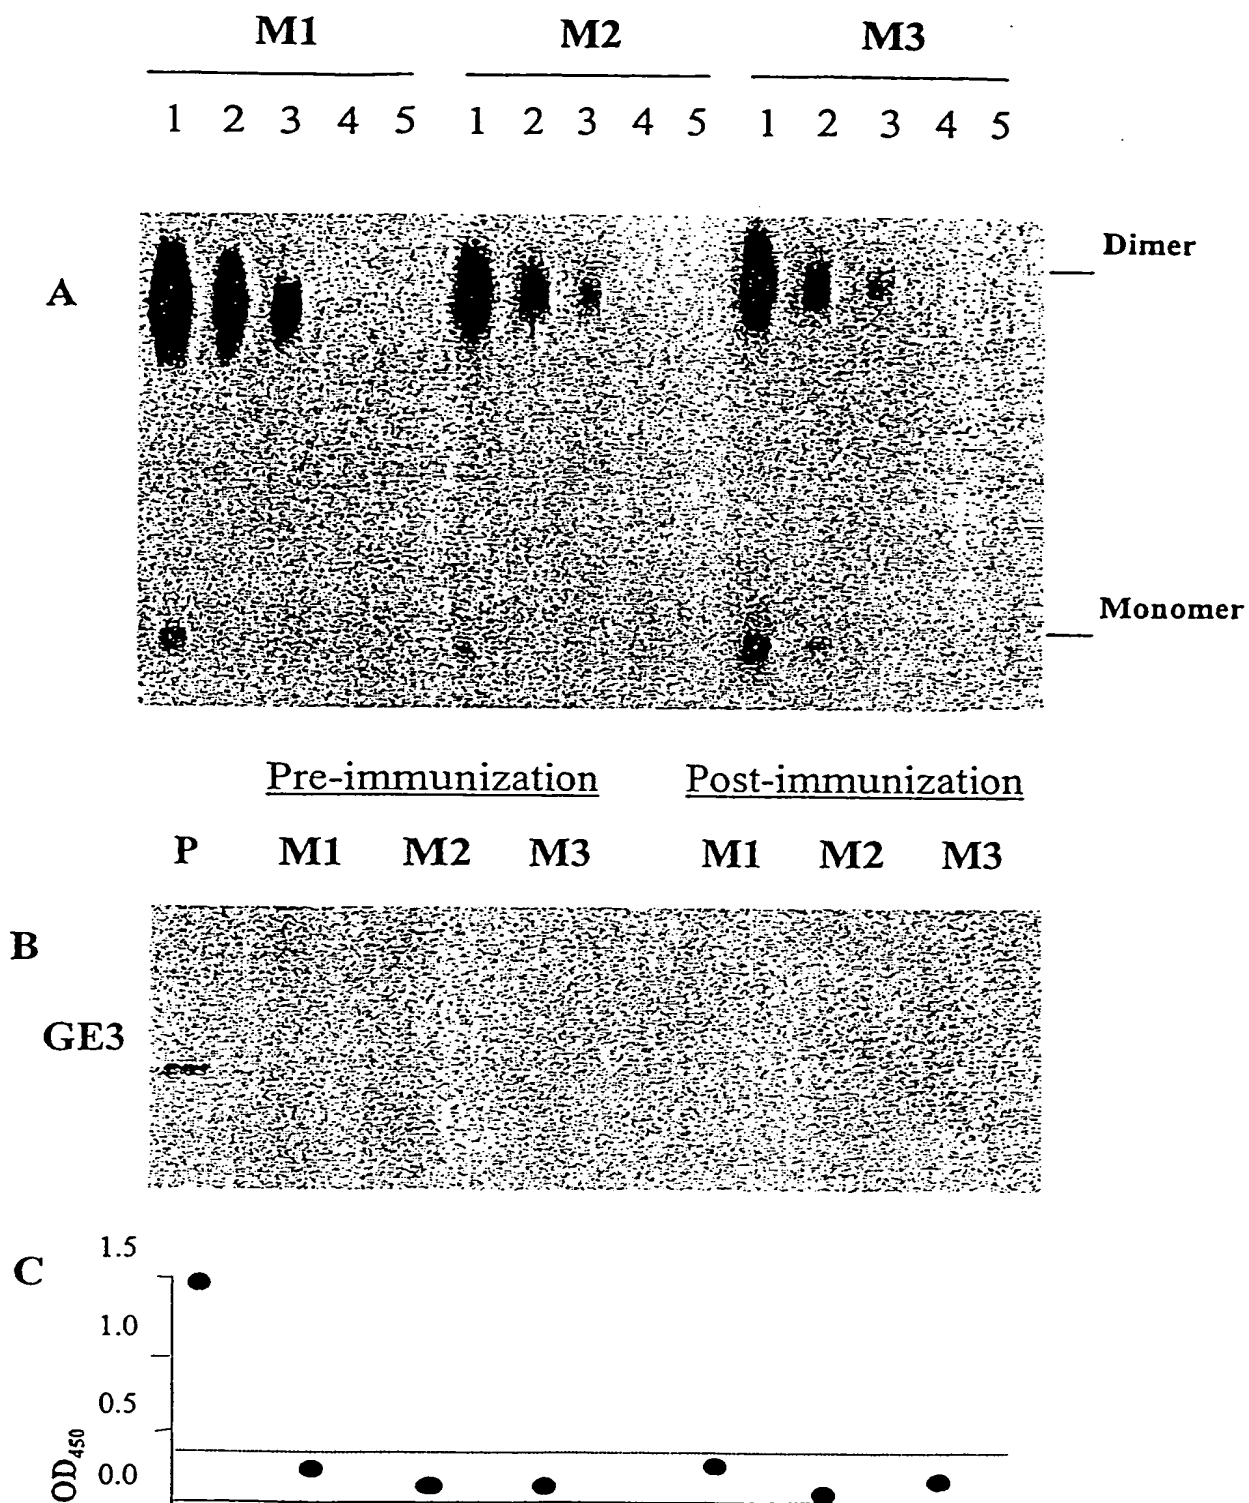 M1 M2 M3
1 2 3 4 5 1 2 3 4 5 1 2 3 4 5
Dimer
A
Monomer
Pre-immunization Post-immunization
P M1 M2 M3 M1 M2 M3
B
GE3
C
1.5
1.0
0.5
0.0
OD450